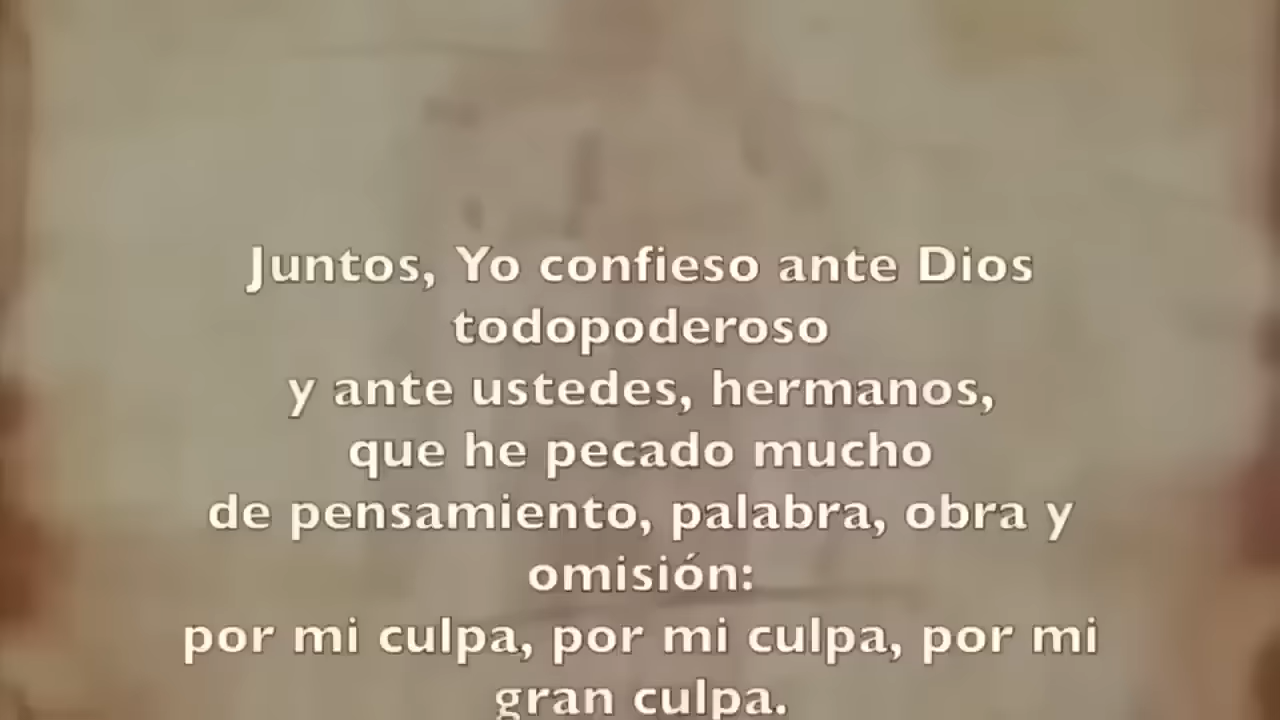 Juntos, Yo confieso ante Dios
todopoderoso
y ante ustedes, hermanos,
que he pecado mucho
de pensamiento, palabra, obra y
omisión:
por mi culpa, por mi culpa, por mi
gran culpa.